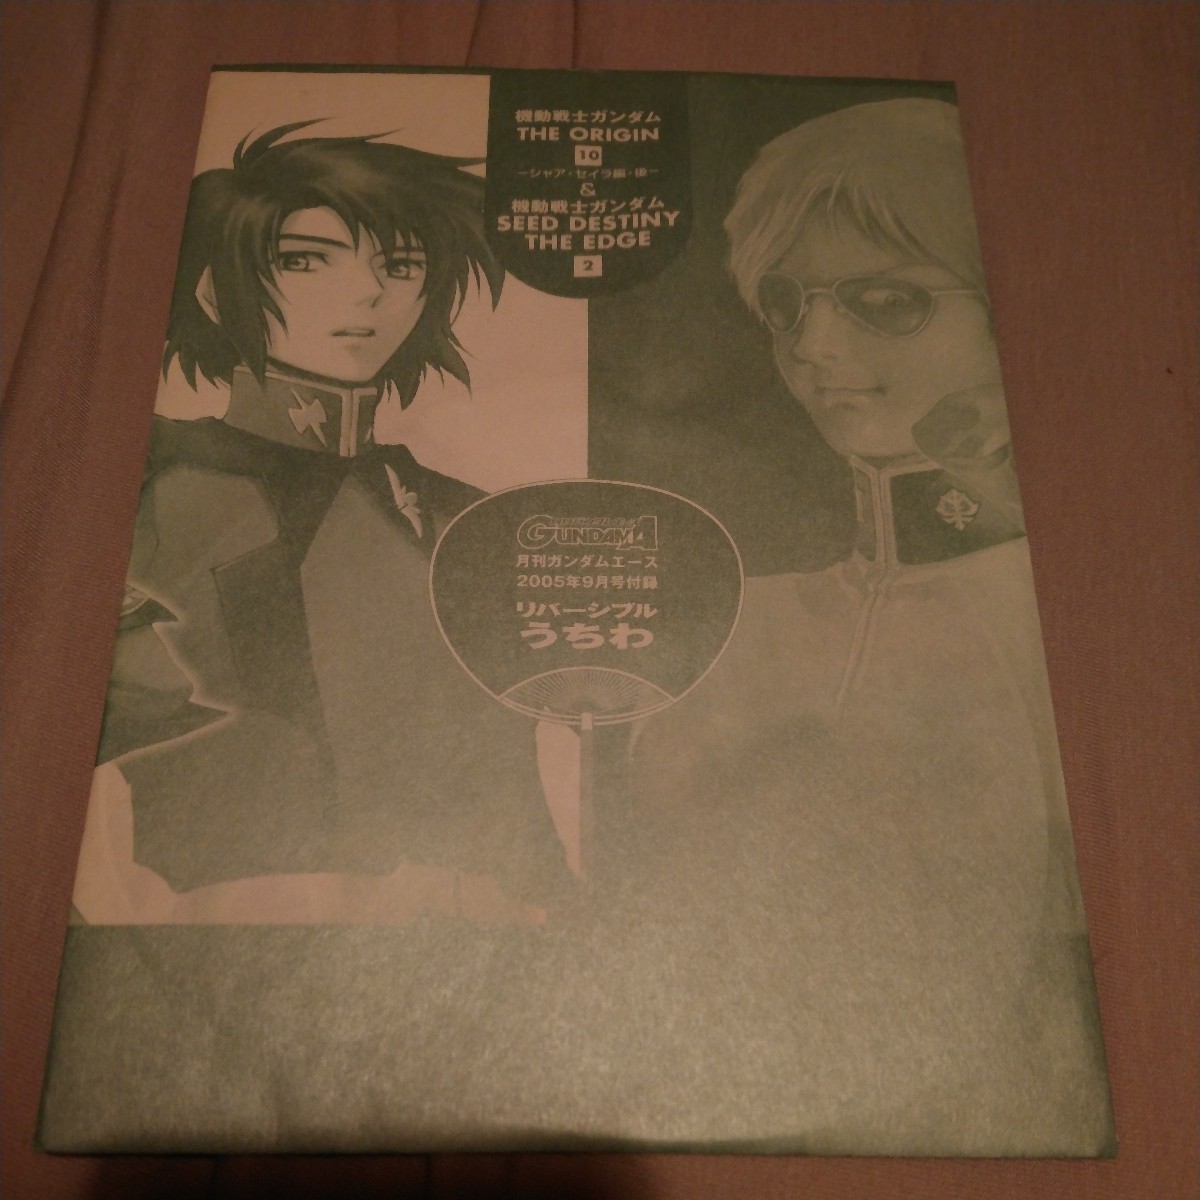 機動戦士ガンダム
THE ORIGIN
10
ーシャア・セイラ編・後ー
&
機動戦士ガンダム
SEED DESTINY
THE EDGE
2
GUNDAM A
月刊ガンダムエース
2005年9月号付録
リバーシブル
うちわ